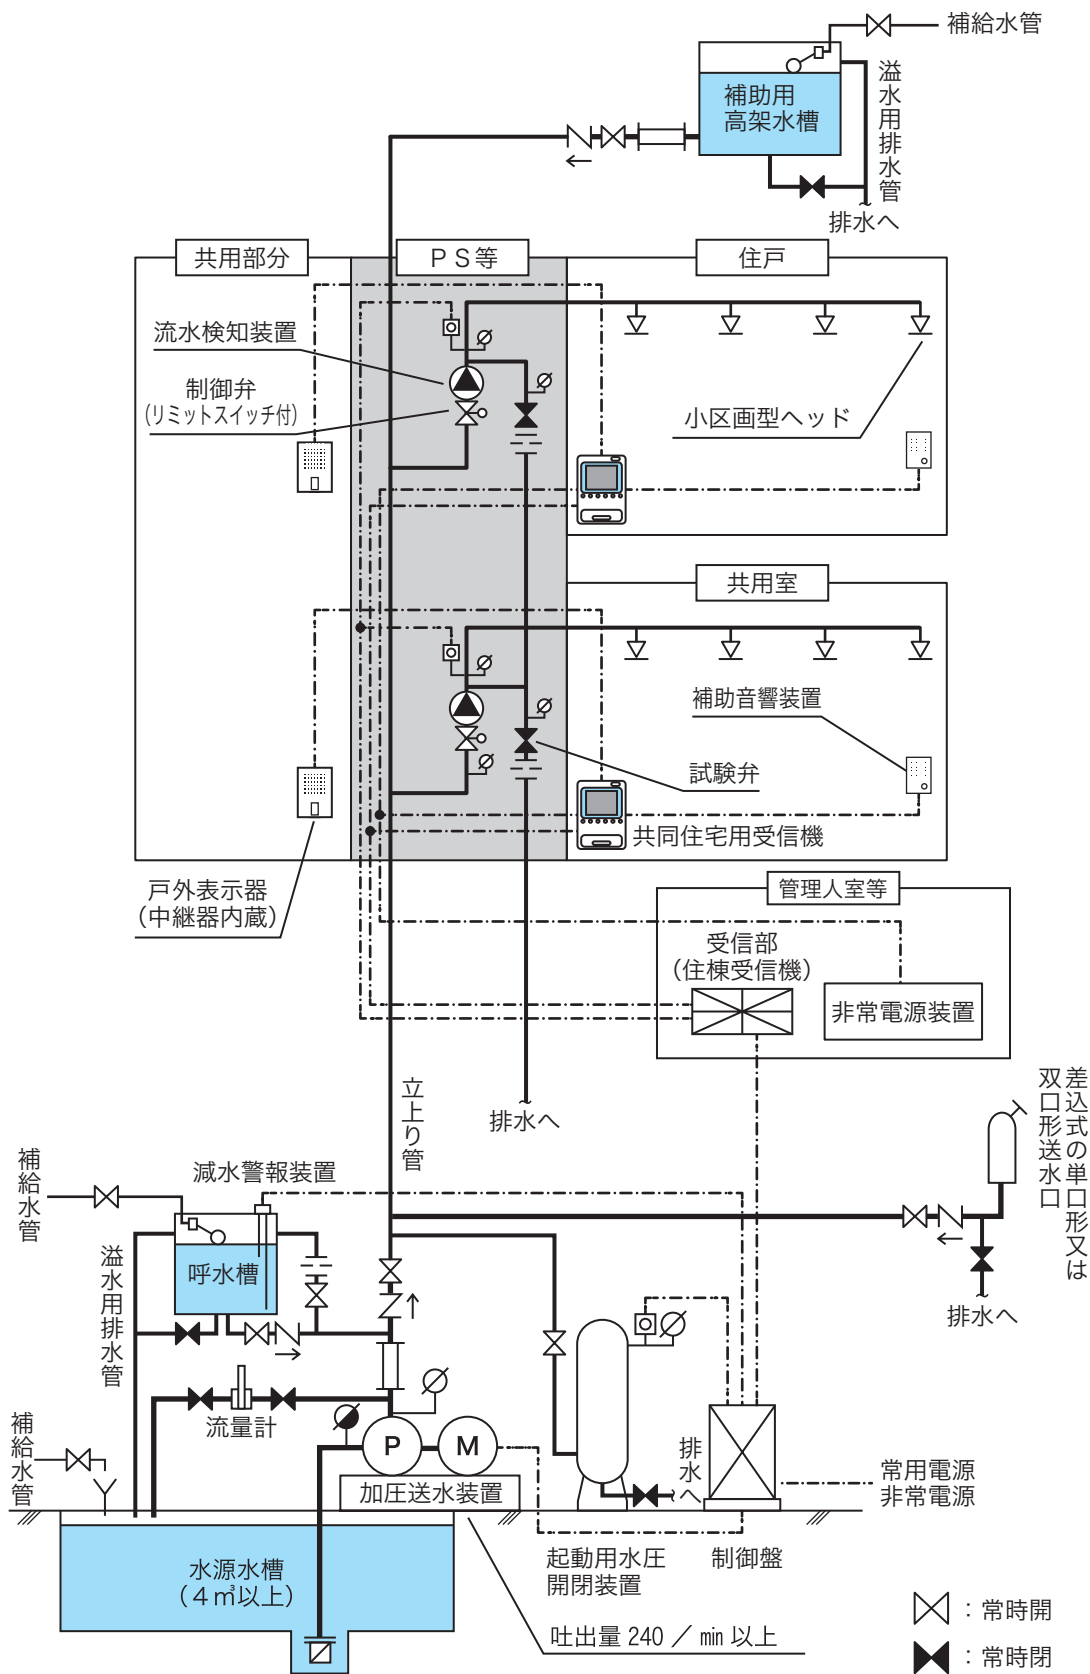 補給水管
補助用
高架水槽
溢水用排水管
排水へ
共用部分
ＰＳ等
住戸
流水検知装置
制御弁
(リミットスイッチ付)
小区画型ヘッド
共用室
補助音響装置
試験弁
共同住宅用受信機
戸外表示器
(中継器内蔵)
管理人室等
受信部
(住棟受信機)
非常電源装置
立上り管
排水へ
差込式の単口形又は
双口形送水口
補給水管
減水警報装置
呼水槽
溢水用排水管
排水へ
流量計
補給水管
P
M
加圧送水装置
排水へ
常用電源
非常電源
水源水槽
(４㎥以上)
起動用水圧
開閉装置
制御盤
吐出量 240 ／ min 以上
：常時開
：常時閉